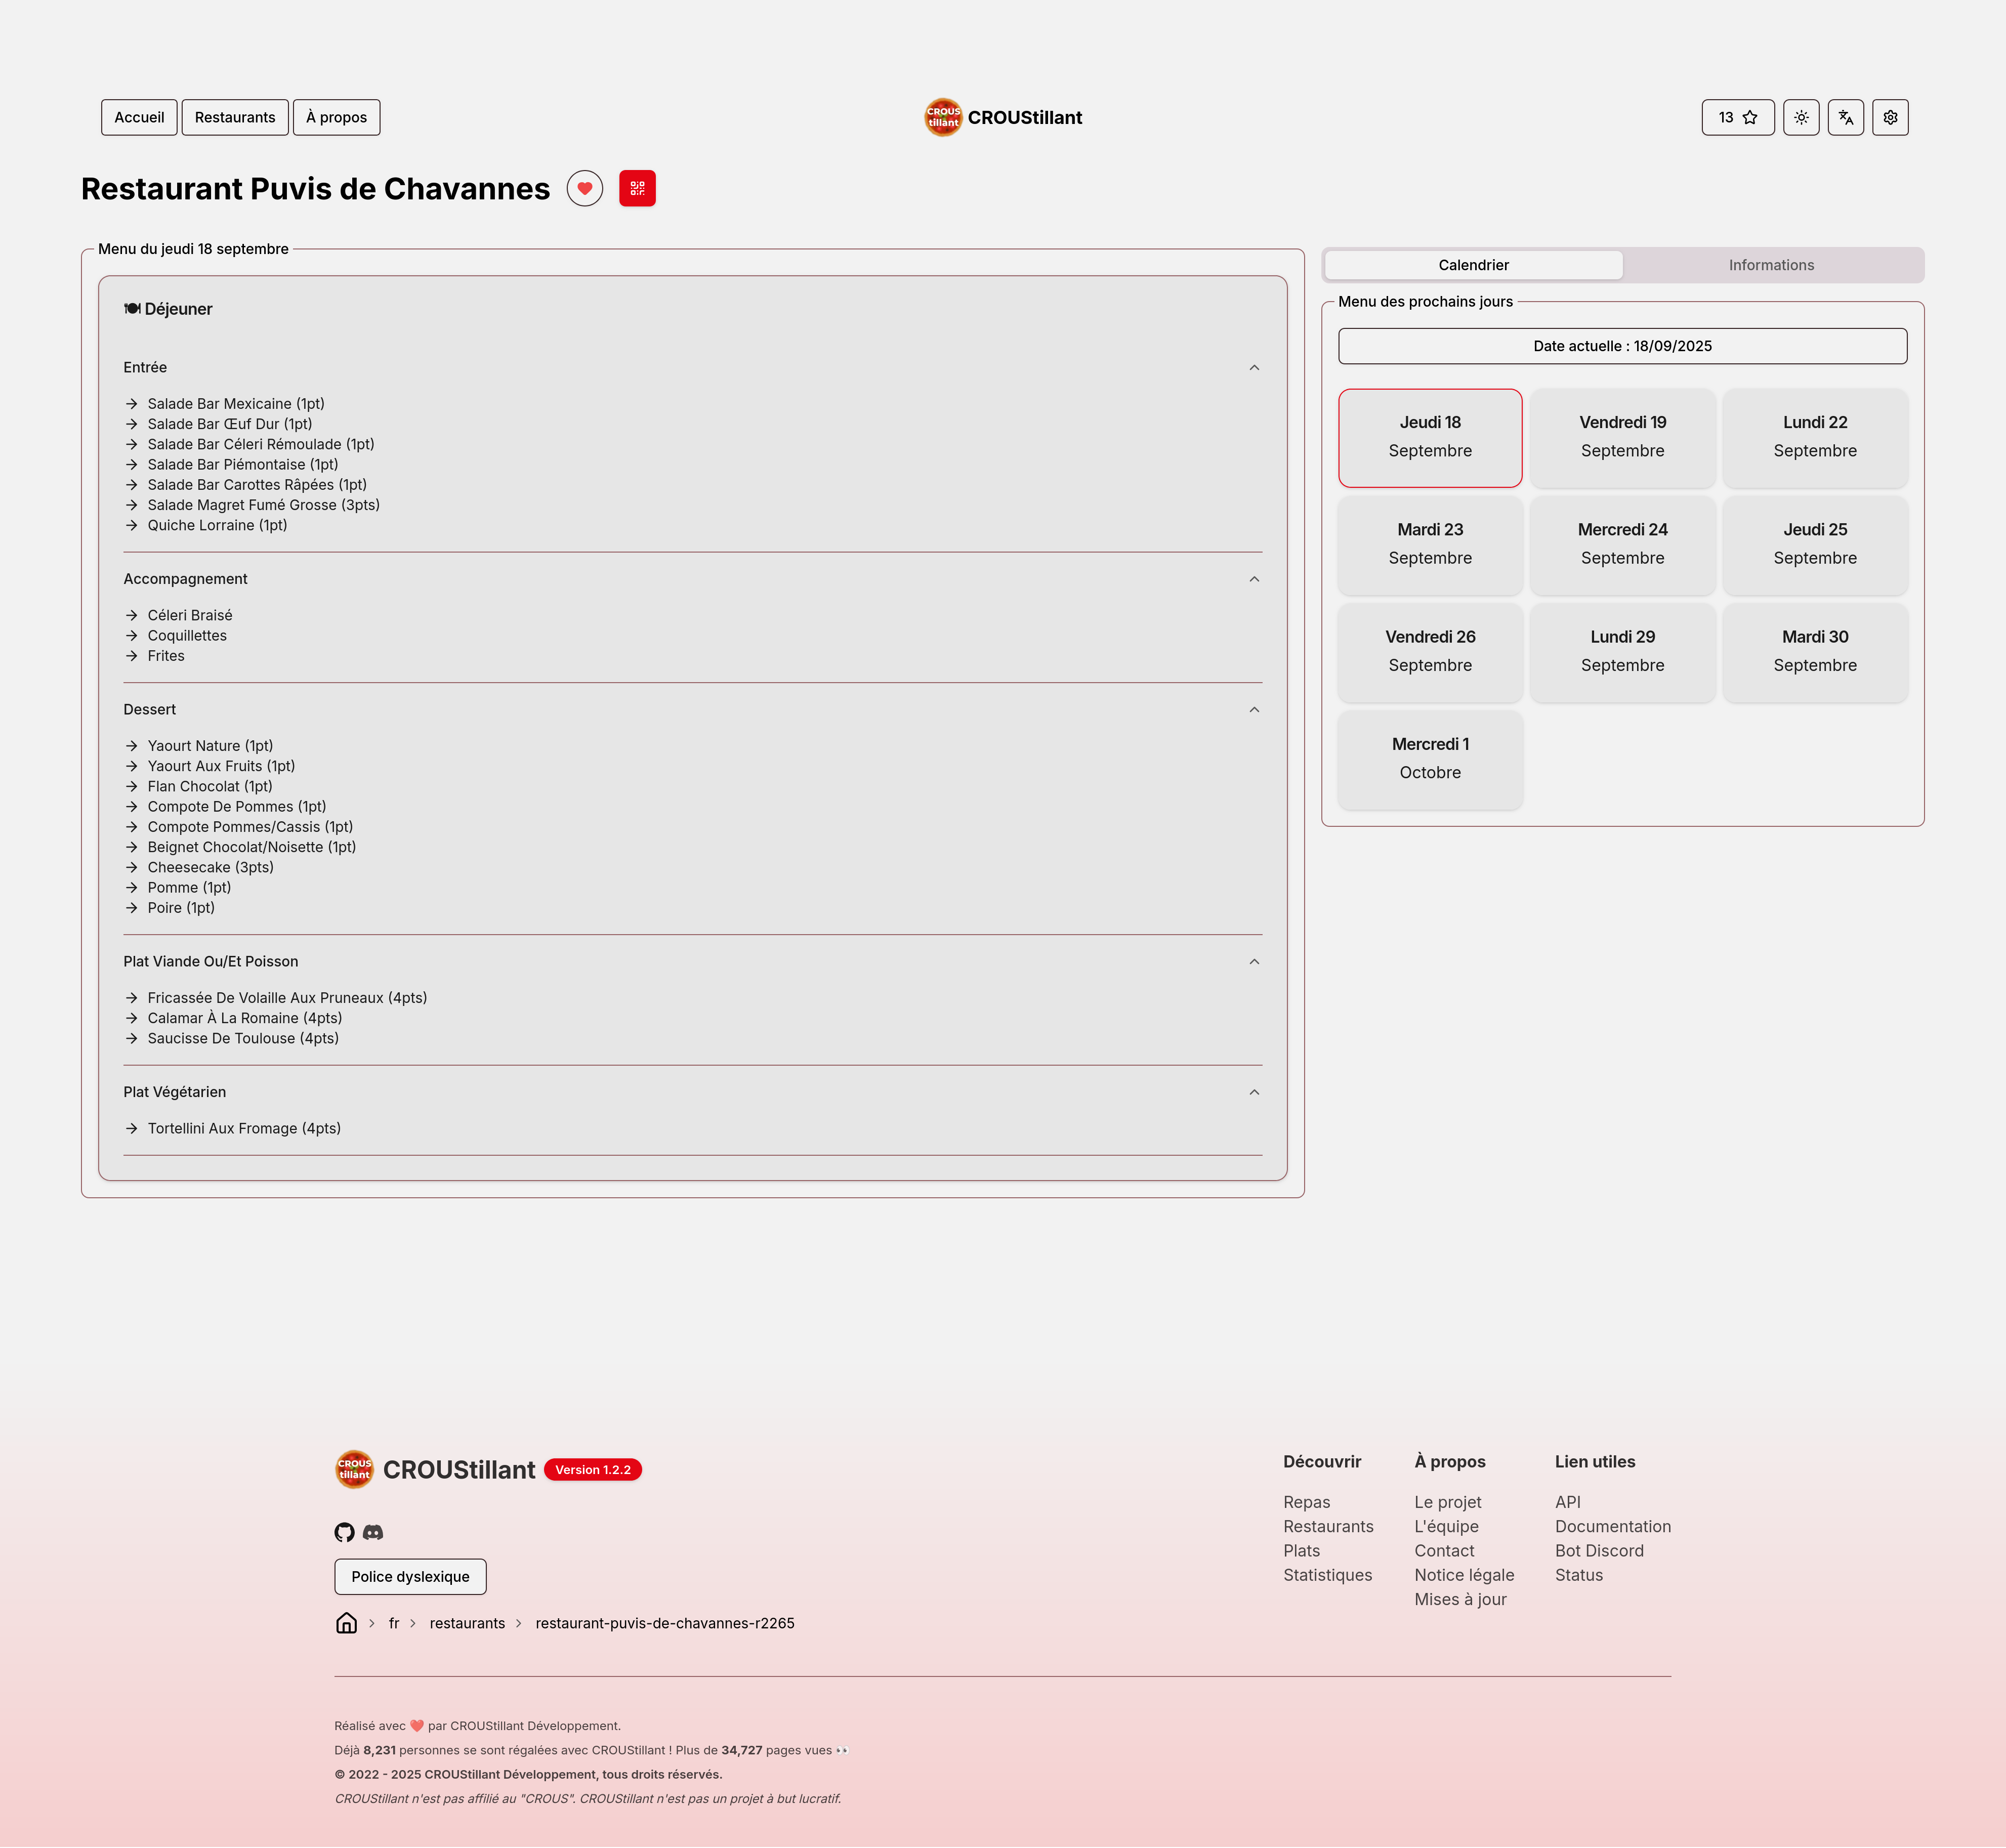 Accueil
Restaurants
À propos
CROUS
tillant
CROUStillant
13
Restaurant Puvis de Chavannes
Menu du jeudi 18 septembre
Déjeuner
Entrée
Salade Bar Mexicaine (1pt)
Salade Bar Œuf Dur (1pt)
Salade Bar Céleri Rémoulade (1pt)
Salade Bar Piémontaise (1pt)
Salade Bar Carottes Râpées (1pt)
Salade Magret Fumé Grosse (3pts)
Quiche Lorraine (1pt)
Accompagnement
Céleri Braisé
Coquillettes
Frites
Dessert
Yaourt Nature (1pt)
Yaourt Aux Fruits (1pt)
Flan Chocolat (1pt)
Compote De Pommes (1pt)
Compote Pommes/Cassis (1pt)
Beignet Chocolat/Noisette (1pt)
Cheesecake (3pts)
Pomme (1pt)
Poire (1pt)
Plat Viande Ou/Et Poisson
Fricassée De Volaille Aux Pruneaux (4pts)
Calamar À La Romaine (4pts)
Saucisse De Toulouse (4pts)
Plat Végétarien
Tortellini Aux Fromage (4pts)
Calendrier
Informations
Menu des prochains jours
Date actuelle : 18/09/2025
Jeudi 18
Septembre
Vendredi 19
Septembre
Lundi 22
Septembre
Mardi 23
Septembre
Mercredi 24
Septembre
Jeudi 25
Septembre
Vendredi 26
Septembre
Lundi 29
Septembre
Mardi 30
Septembre
Mercredi 1
Octobre
CROUS
tillant
CROUStillant
Version 1.2.2
Police dyslexique
fr
restaurants
restaurant-puvis-de-chavannes-r2265
Découvrir
Repas
Restaurants
Plats
Statistiques
À propos
Le projet
L'équipe
Contact
Notice légale
Mises à jour
Lien utiles
API
Documentation
Bot Discord
Status
Réalisé avec ❤️ par CROUStillant Développement.
Déjà 8,231 personnes se sont régalées avec CROUStillant ! Plus de 34,727 pages vues 👀
© 2022 - 2025 CROUStillant Développement, tous droits réservés.
CROUStillant n'est pas affilié au "CROUS". CROUStillant n'est pas un projet à but lucratif.